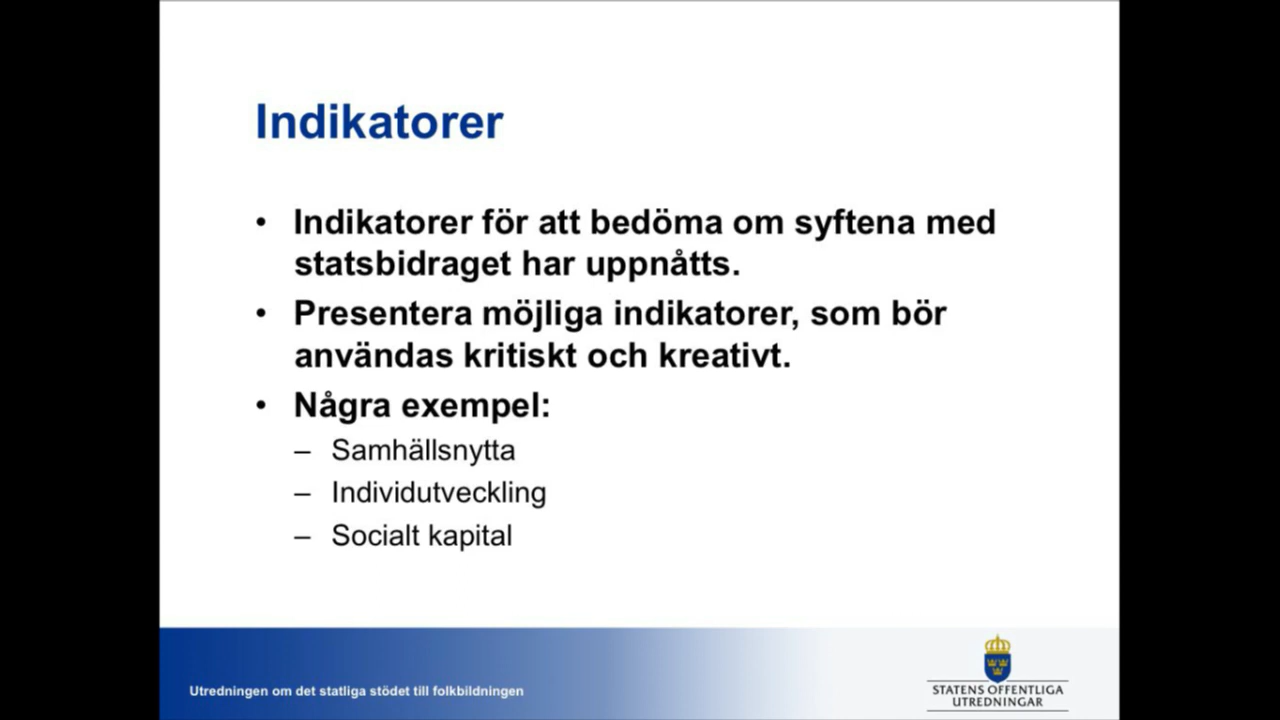 Indikatorer
• Indikatorer för att bedöma om syftena med
statsbidraget har uppnåtts.
• Presentera möjliga indikatorer, som bör
användas kritiskt och kreativt.
• Några exempel:
– Samhällsnytta
– Individutveckling
– Socialt kapital
Utredningen om det statliga stödet till folkbildningen
STATENS OFFENTLIGA
UTREDNINGAR